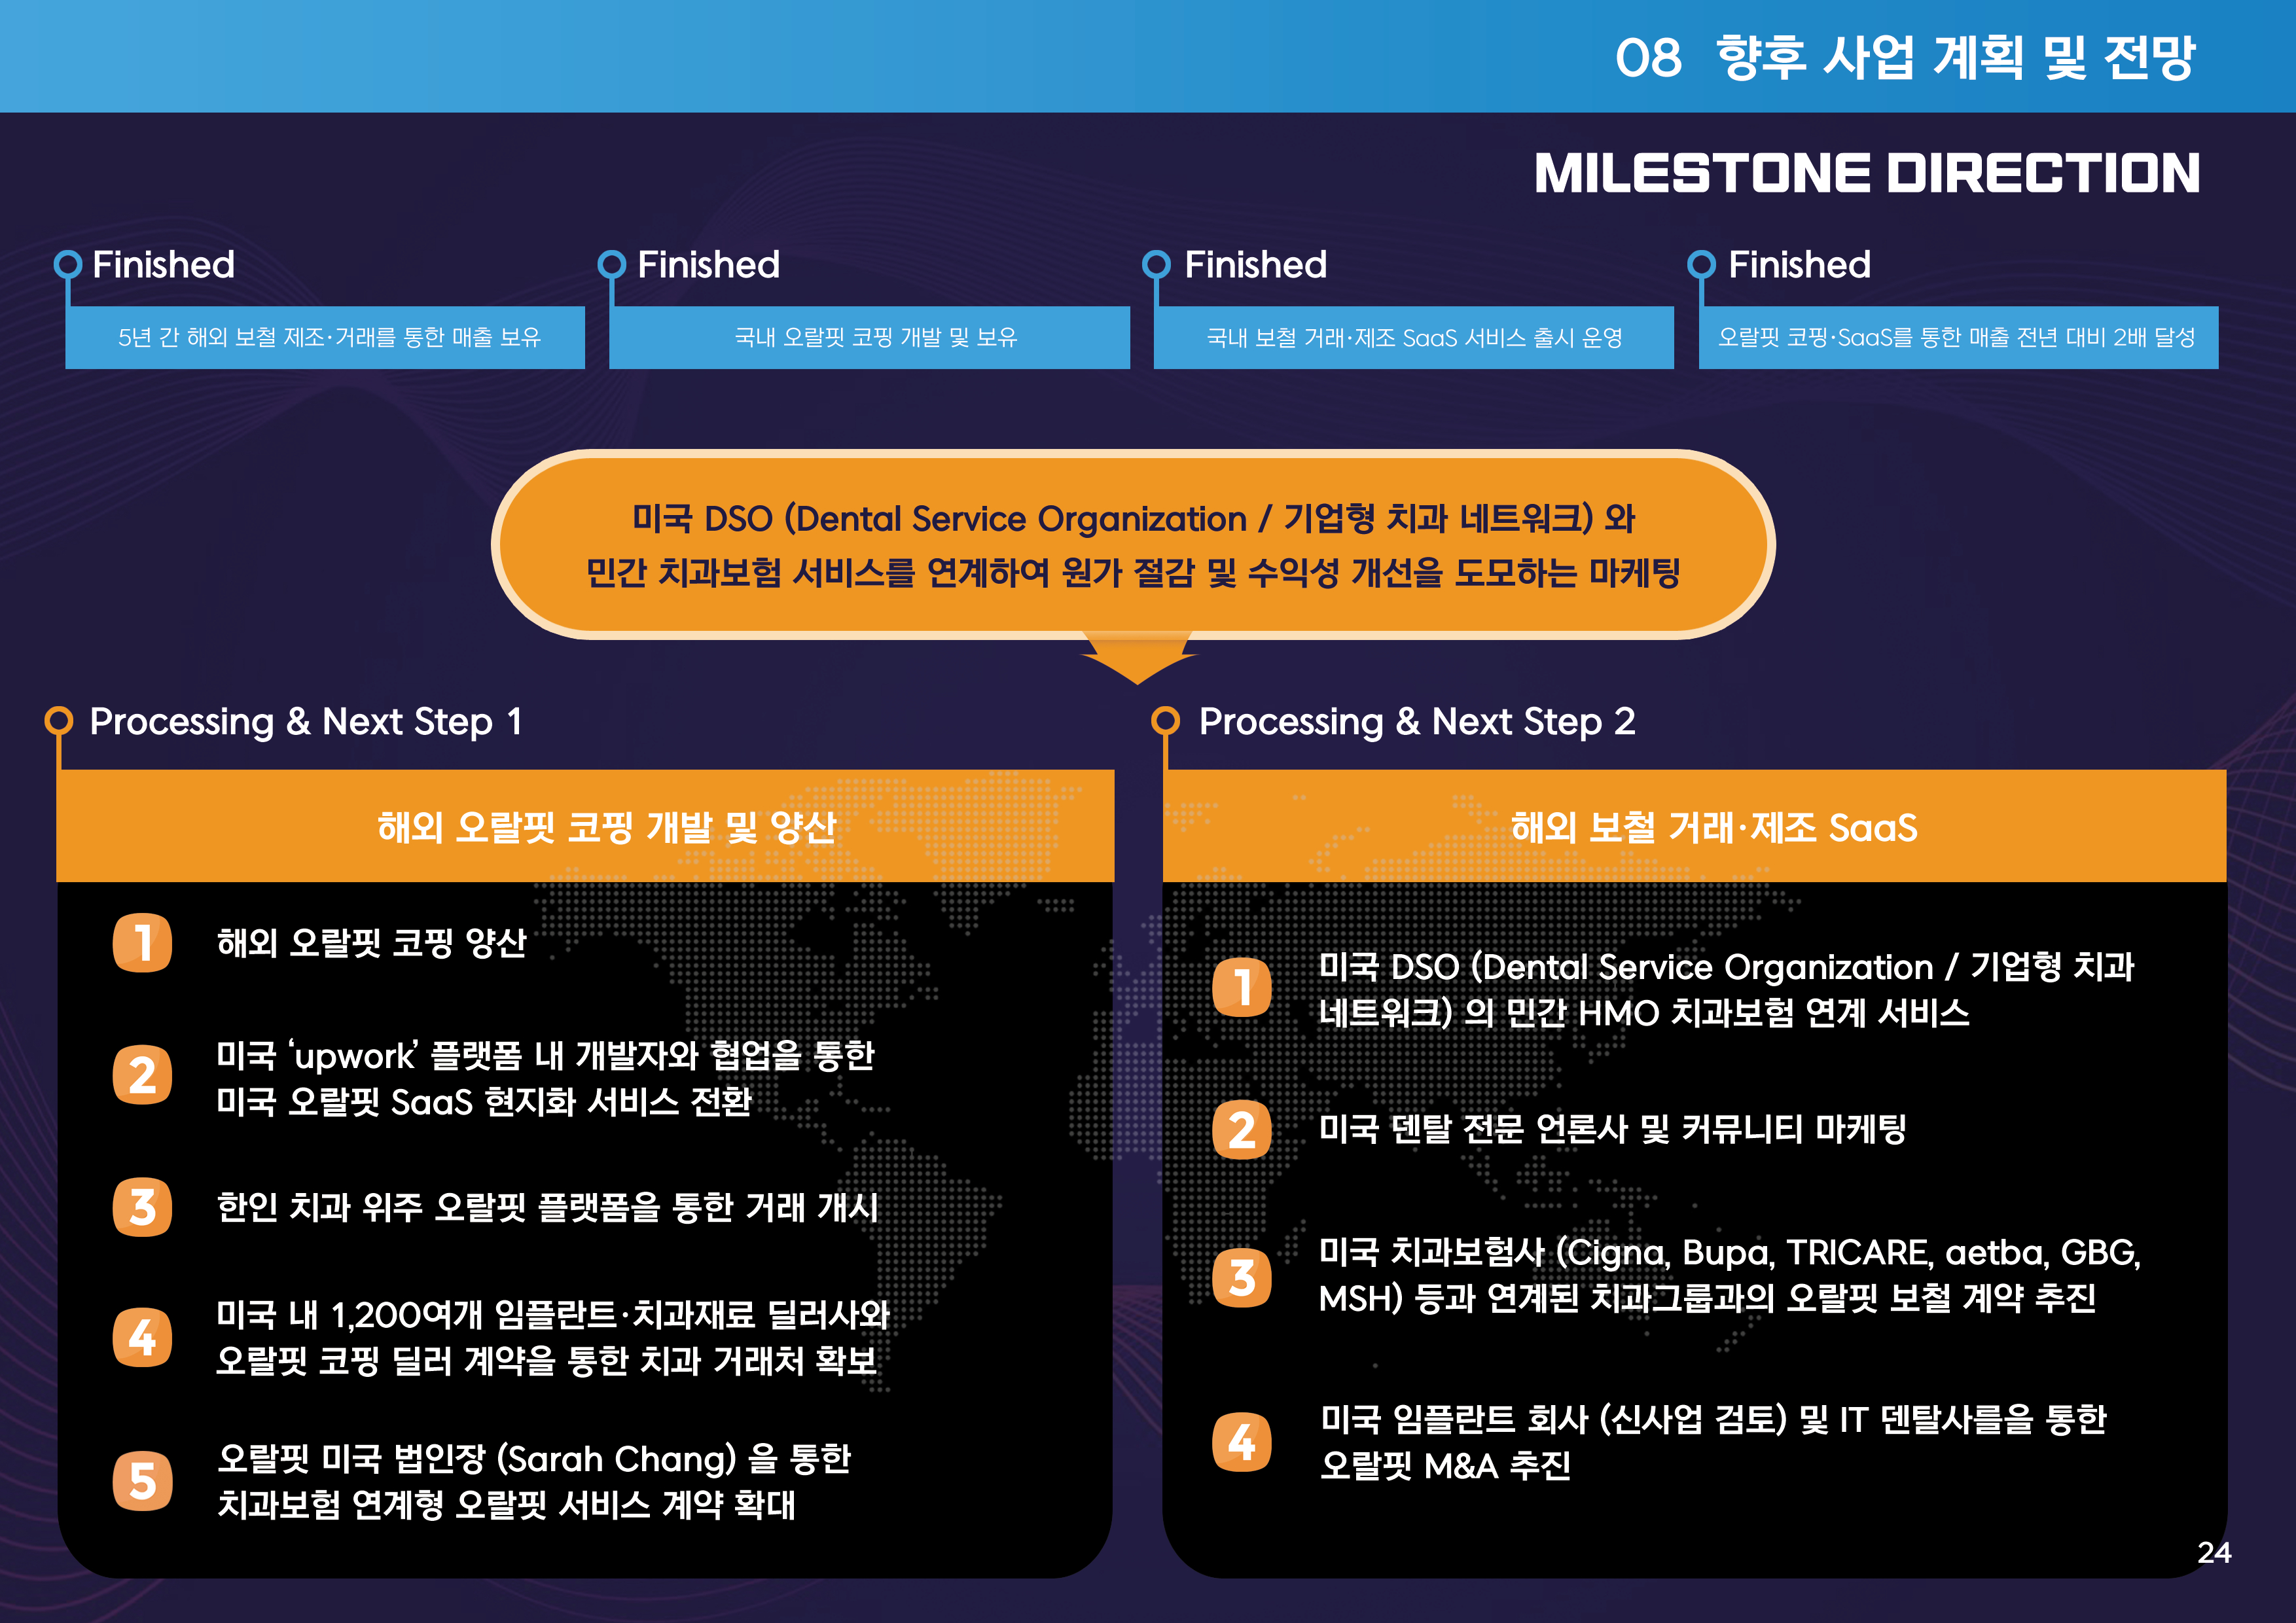 08 향후 사업 계획 및 전망
MILESTONE DIRECTION
Finished
5년 간 해외 보철 제조·거래를 통한 매출 보유
Finished
국내 오랄핏 코핑 개발 및 보유
Finished
국내 보철 거래·제조 SaaS 서비스 출시 운영
Finished
오랄핏 코핑·SaaS를 통한 매출 전년 대비 2배 달성
미국 DSO (Dental Service Organization / 기업형 치과 네트워크) 와
민간 치과보험 서비스를 연계하여 원가 절감 및 수익성 개선을 도모하는 마케팅
Processing & Next Step 1
해외 오랄핏 코핑 개발 및 양산
1 해외 오랄핏 코핑 양산
2 미국 ‘upwork’ 플랫폼 내 개발자와 협업을 통한
미국 오랄핏 SaaS 현지화 서비스 전환
3 한인 치과 위주 오랄핏 플랫폼을 통한 거래 개시
4 미국 내 1,200여개 임플란트·치과재료 딜러사와
오랄핏 코핑 딜러 계약을 통한 치과 거래처 확보
5 오랄핏 미국 법인장 (Sarah Chang) 을 통한
치과보험 연계형 오랄핏 서비스 계약 확대
Processing & Next Step 2
해외 보철 거래·제조 SaaS
1 미국 DSO (Dental Service Organization / 기업형 치과
네트워크) 의 민간 HMO 치과보험 연계 서비스
2 미국 덴탈 전문 언론사 및 커뮤니티 마케팅
3 미국 치과보험사 (Cigna, Bupa, TRICARE, aetba, GBG,
MSH) 등과 연계된 치과그룹과의 오랄핏 보철 계약 추진
4 미국 임플란트 회사 (신사업 검토) 및 IT 덴탈사를을 통한
오랄핏 M&A 추진
24